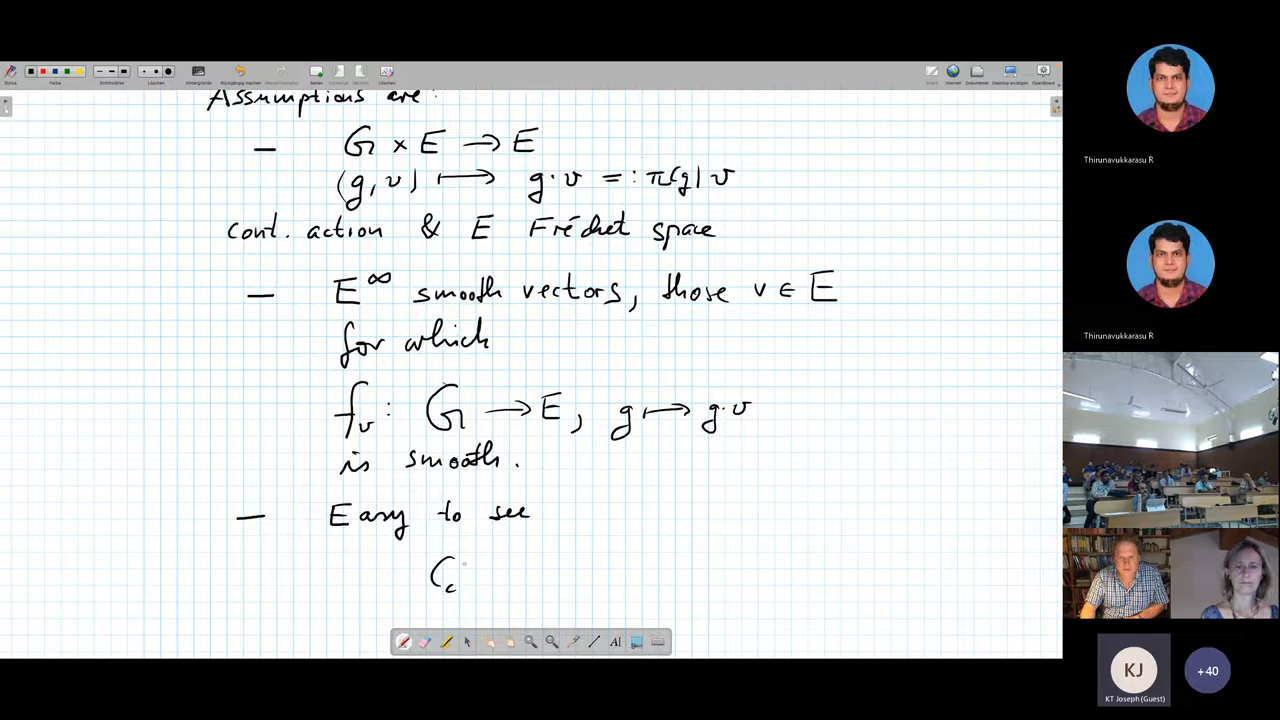 Assumptions are:
— G × E → E
(g, v) ⟼ g·v =: π(g) v
cont. action & E Fréchet space
— E^∞ smooth vectors, those v ∈ E
for which
f_v : G → E, g ⟼ g·v
is smooth.
— Easy to see
C_c
Thirunavukkarasu R
Thirunavukkarasu R
KJ
+40
KT Joseph (Guest)